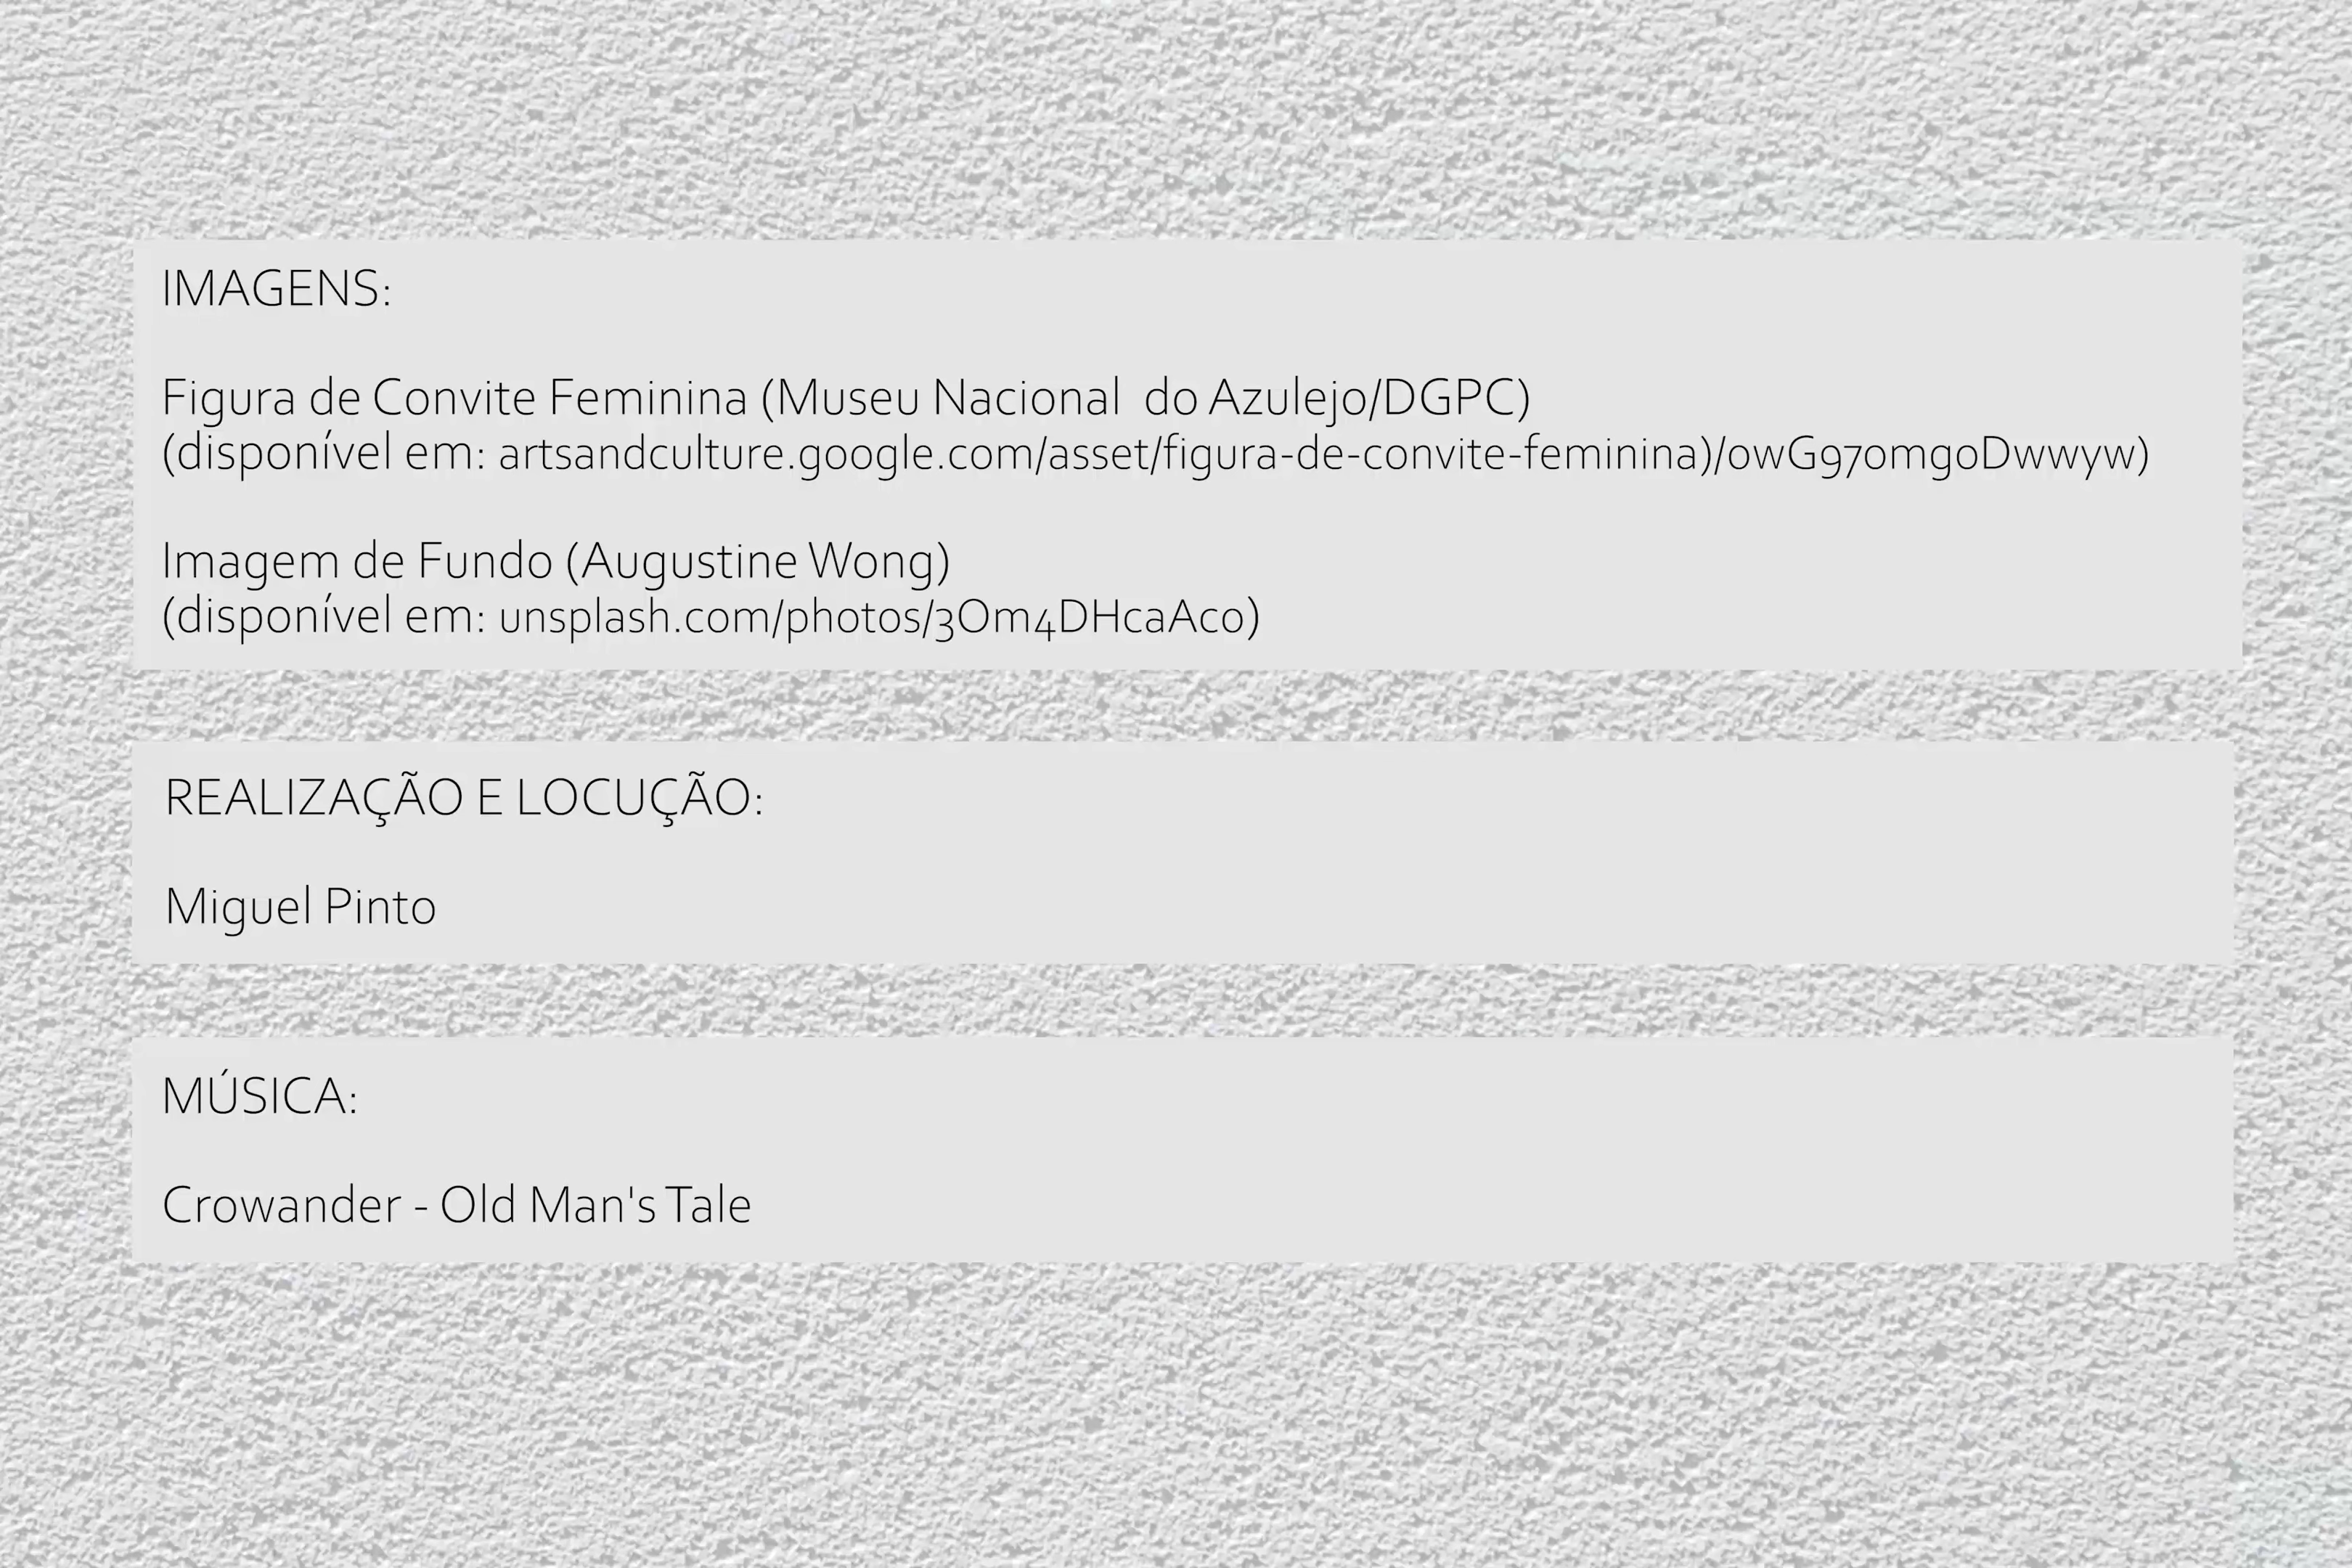 IMAGENS:
Figura de Convite Feminina (Museu Nacional do Azulejo/DGPC)
(disponível em: artsandculture.google.com/asset/figura-de-convite-feminina)/owG970mgoDwwyw)
Imagem de Fundo (Augustine Wong)
(disponível em: unsplash.com/photos/3Om4DHcaAco)
REALIZAÇÃO E LOCUÇÃO:
Miguel Pinto
MÚSICA:
Crowander - Old Man's Tale